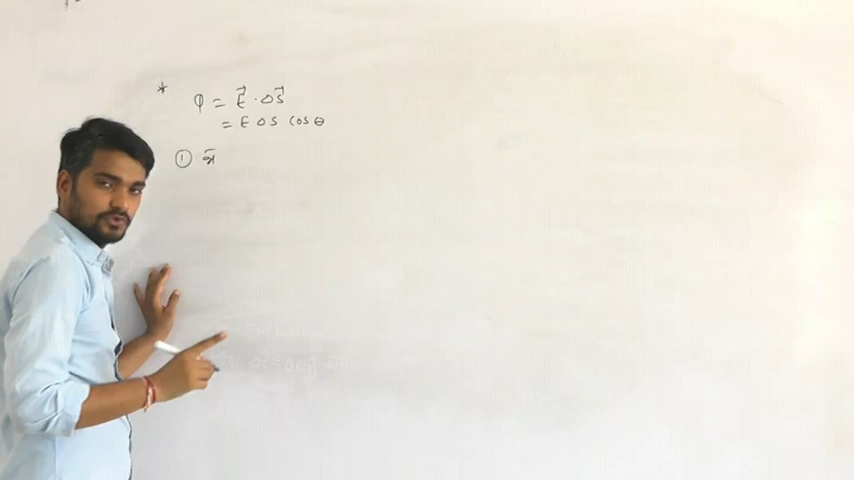 * φ = E⃗ · ΔS⃗
= E ΔS cos θ
①